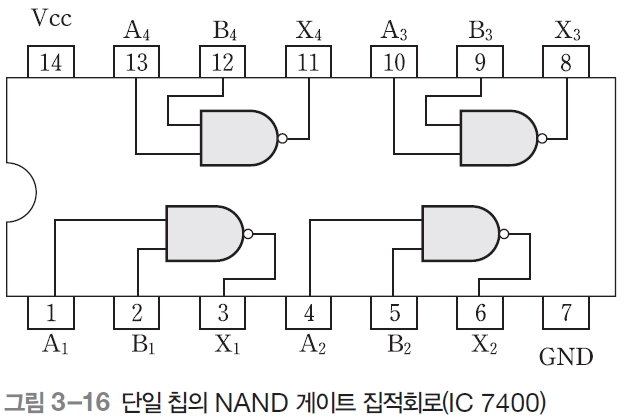 Vcc A₄ B₄ X₄ A₃ B₃ X₃
14 13 12 11 10 9 8
1 2 3 4 5 6 7
A₁ B₁ X₁ A₂ B₂ X₂ GND
그림 3-16 단일 칩의 NAND 게이트 집적회로(IC 7400)